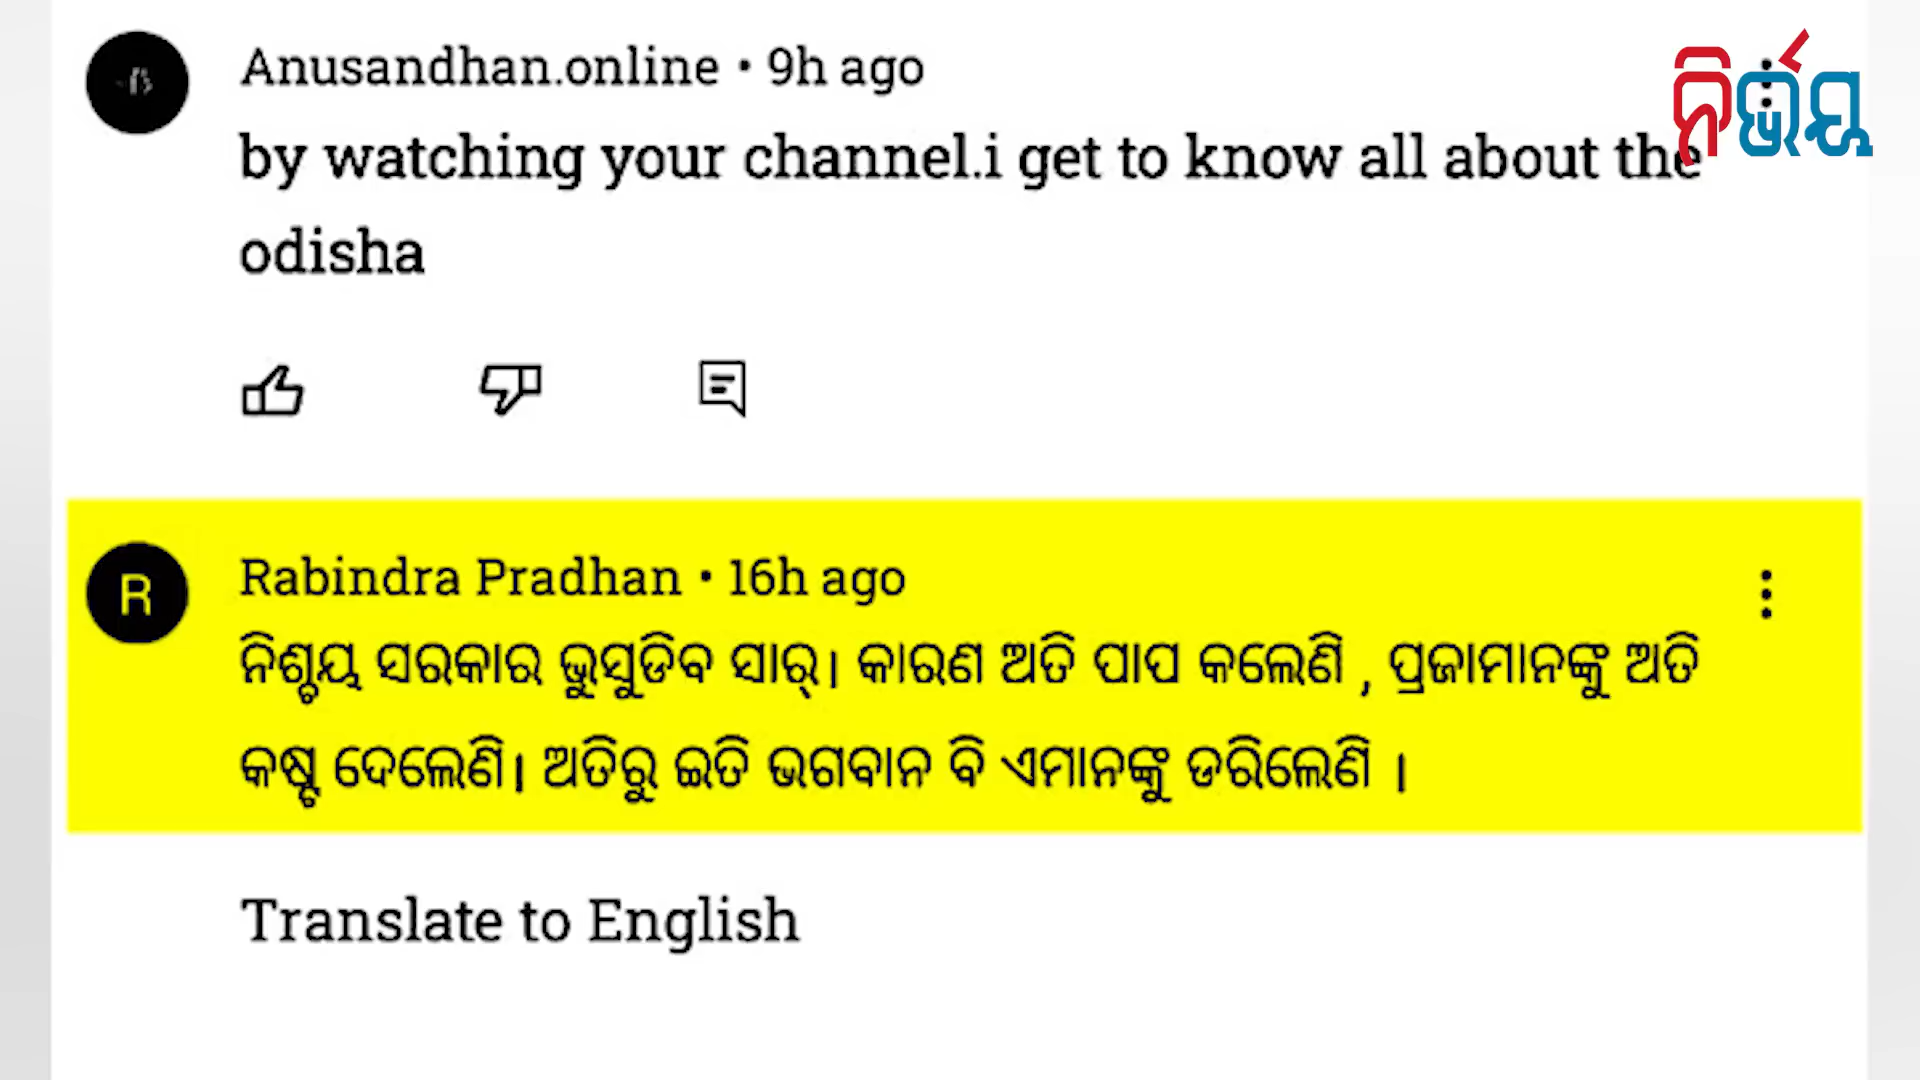 Anusandhan.online • 9h ago
ନିର୍ଭୟ
by watching your channel.i get to know all about the
odisha
R
Rabindra Pradhan • 16h ago
ନିଶ୍ଚୟ ସରକାର ଭୁସୁଡିବ ସାର୍। କାରଣ ଅତି ପାପ କଲେଣି , ପ୍ରଜାମାନଙ୍କୁ ଅତି
କଷ୍ଟ ଦେଲେଣି। ଅତିରୁ ଇତି ଭଗବାନ ବି ଏମାନଙ୍କୁ ଡରିଲେଣି ।
Translate to English